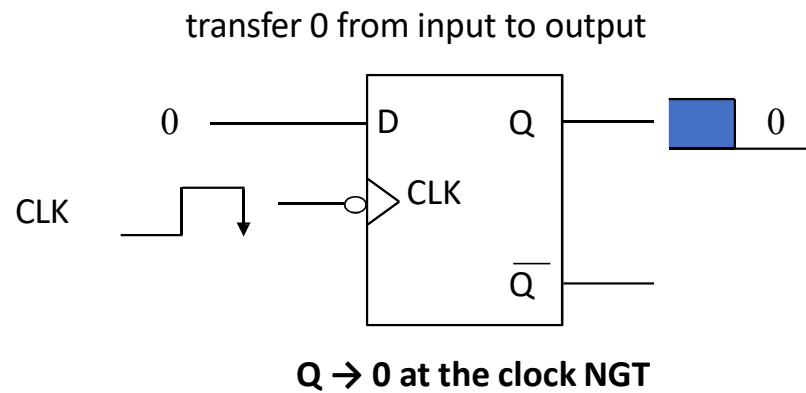 transfer 0 from input to output
0
D
Q
0
CLK
CLK
Q
Q → 0 at the clock NGT